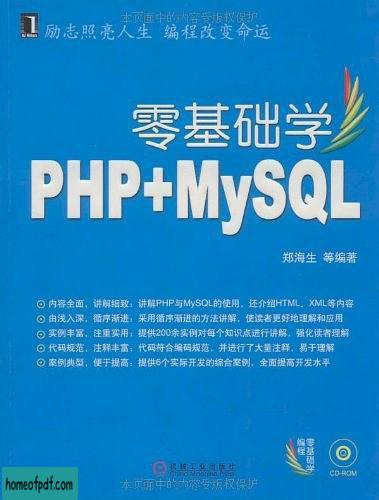 本页面中的内容受版权保护
励志照亮人生 编程改变命运
零基础学
PHP+MySQL
郑海生 等编著
内容全面,讲解细致:讲解PHP与MySQL的使用,还介绍HTML、XML等内容
由浅入深,循序渐进:采用循序渐进的方法讲解,使读者更好地理解和应用
实例丰富,注重实用:提供200余实例对每个知识点进行讲解,强化读者理解
代码规范,注释丰富:代码符合编码规范,并进行了大量注释,易于理解
案例典型,便于提高:提供6个实际开发的综合案例,全面提高开发水平
零基础学
编程
CD-ROM
机械工业出版社
China Machine Press
本页面中的内容受版权保护
homeofpdf.com